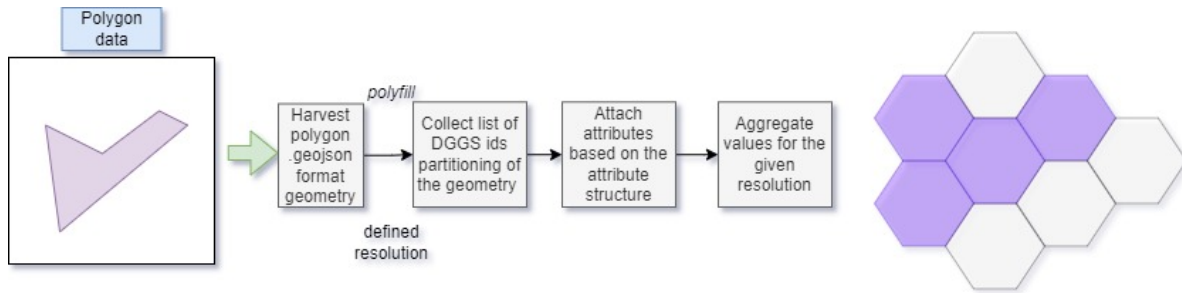 Polygon
data
Harvest
polygon
.geojson
format
geometry
polyfill
defined
resolution
Collect list of
DGGS ids
partitioning of
the geometry
Attach
attributes
based on the
attribute
structure
Aggregate
values for the
given
resolution